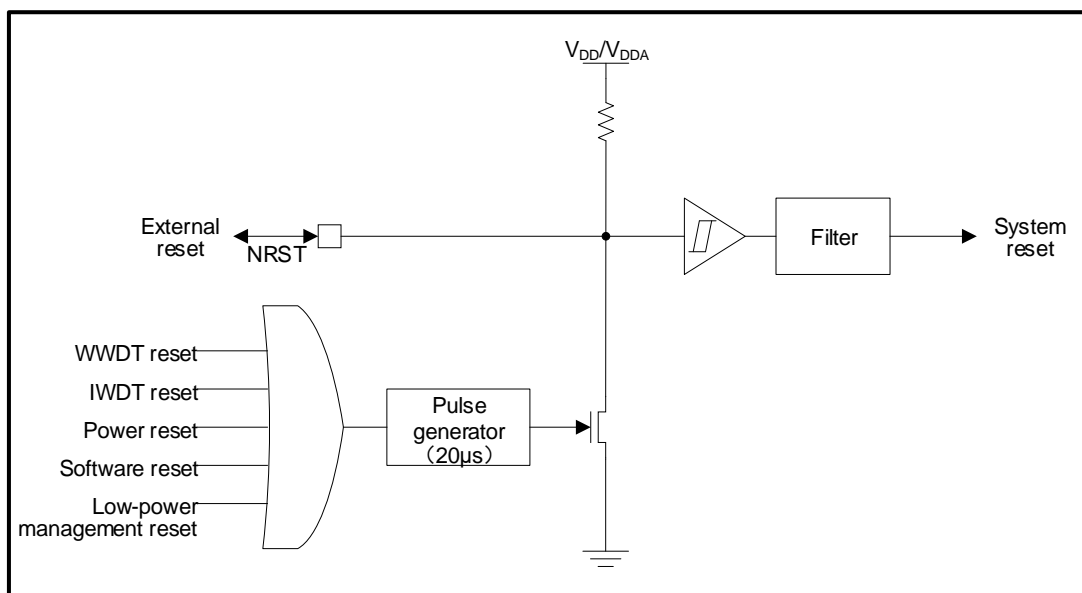 VDD/VDDA
External
reset
NRST
Filter
System
reset
WWDT reset
IWDT reset
Power reset
Software reset
Low-power
management reset
Pulse
generator
（20μs）